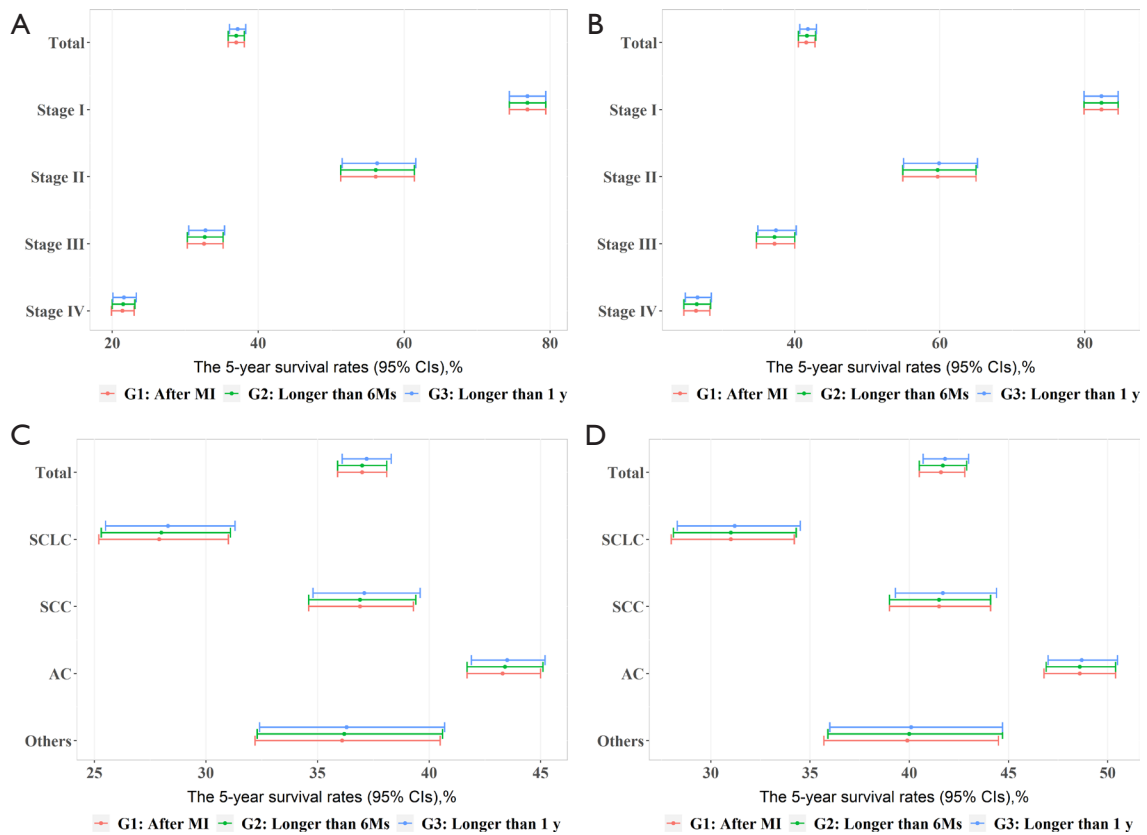 A
Total
Stage I
Stage II
Stage III
Stage IV
20 40 60 80
The 5-year survival rates (95% CIs),%
G1: After MI G2: Longer than 6Ms G3: Longer than 1 y
B
Total
Stage I
Stage II
Stage III
Stage IV
40 60 80
The 5-year survival rates (95% CIs),%
G1: After MI G2: Longer than 6Ms G3: Longer than 1 y
C
Total
SCLC
SCC
AC
Others
25 30 35 40 45
The 5-year survival rates (95% CIs),%
G1: After MI G2: Longer than 6Ms G3: Longer than 1 y
D
Total
SCLC
SCC
AC
Others
30 35 40 45 50
The 5-year survival rates (95% CIs),%
G1: After MI G2: Longer than 6Ms G3: Longer than 1 y